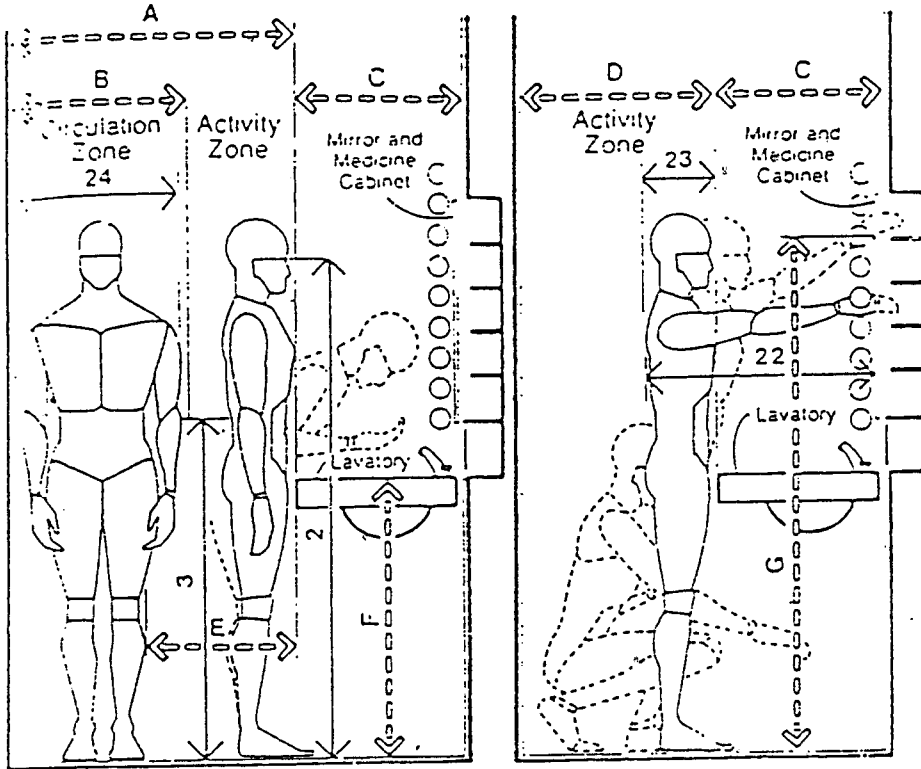 A
B
C
Circulation
Zone
24
Activity
Zone
Mirror and
Medicine
Cabinet
Lavatory
3
2
E
F
D
C
Activity
Zone
23
Mirror and
Medicine
Cabinet
22
Lavatory
G